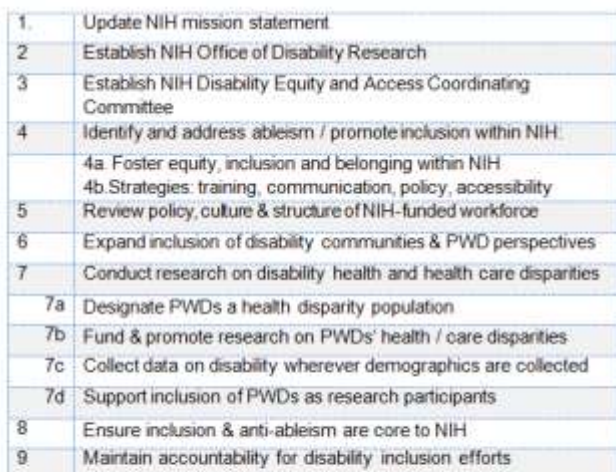 1. Update NIH mission statement
2 Establish NIH Office of Disability Research
3 Establish NIH Disability Equity and Access Coordinating
Committee
4 Identify and address ableism / promote inclusion within NIH:
4a. Foster equity, inclusion and belonging within NIH
4b.Strategies: training, communication, policy, accessibility
5 Review policy, culture & structure of NIH-funded workforce
6 Expand inclusion of disability communities & PWD perspectives
7 Conduct research on disability health and health care disparities
7a Designate PWDs a health disparity population
7b Fund & promote research on PWDs' health / care disparities
7c Collect data on disability wherever demographics are collected
7d Support inclusion of PWDs as research participants
8 Ensure inclusion & anti-ableism are core to NIH
9 Maintain accountability for disability inclusion efforts